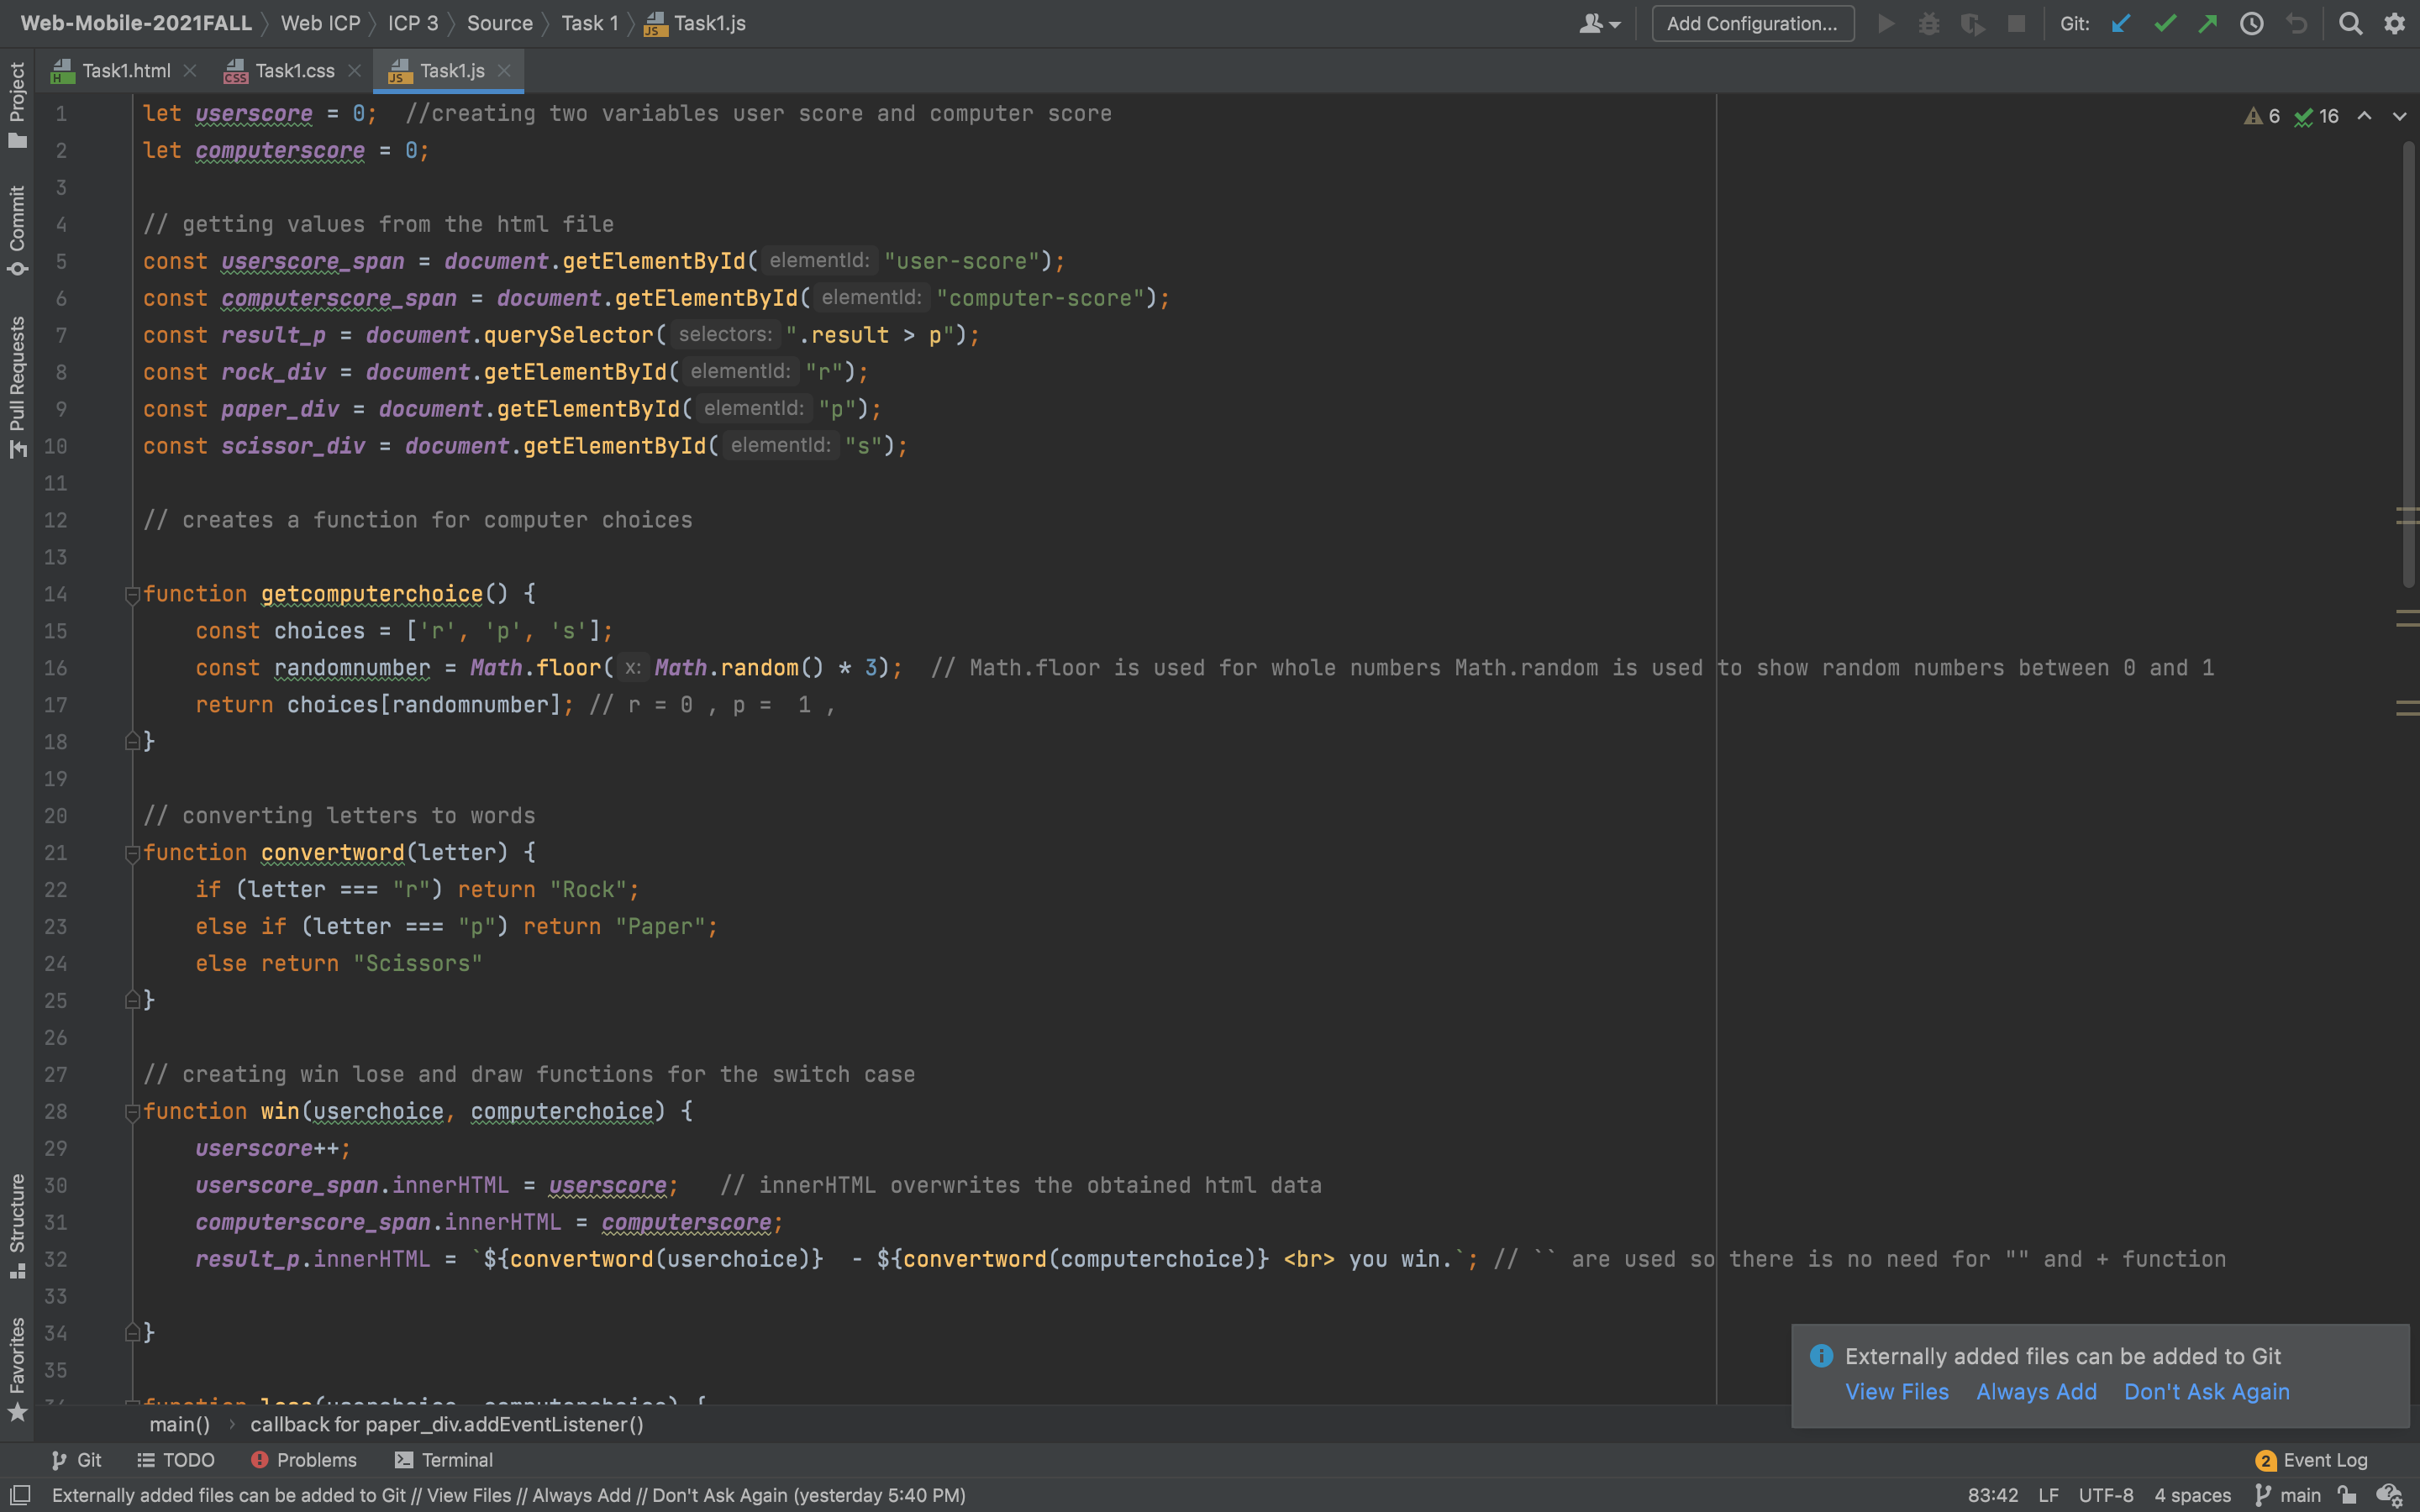 Web-Mobile-2021FALL Web ICP ICP 3 Source Task 1 Task1.js Add Configuration... Git:
Task1.html Task1.css Task1.js
6 16
Project
Commit
Pull Requests
Structure
Favorites
1 let userscore = 0;  //creating two variables user score and computer score
2 let computerscore = 0;
3
4 // getting values from the html file
5 const userscore_span = document.getElementById( elementId: "user-score");
6 const computerscore_span = document.getElementById( elementId: "computer-score");
7 const result_p = document.querySelector( selectors: ".result > p");
8 const rock_div = document.getElementById( elementId: "r");
9 const paper_div = document.getElementById( elementId: "p");
10 const scissor_div = document.getElementById( elementId: "s");
11
12 // creates a function for computer choices
13
14 function getcomputerchoice() {
15     const choices = ['r', 'p', 's'];
16     const randomnumber = Math.floor( x: Math.random() * 3);  // Math.floor is used for whole numbers Math.random is used to show random numbers between 0 and 1
17     return choices[randomnumber]; // r = 0 , p =  1 ,
18 }
19
20 // converting letters to words
21 function convertword(letter) {
22     if (letter === "r") return "Rock";
23     else if (letter === "p") return "Paper";
24     else return "Scissors"
25 }
26
27 // creating win lose and draw functions for the switch case
28 function win(userchoice, computerchoice) {
29     userscore++;
30     userscore_span.innerHTML = userscore;   // innerHTML overwrites the obtained html data
31     computerscore_span.innerHTML = computerscore;
32     result_p.innerHTML = `${convertword(userchoice)}  - ${convertword(computerchoice)} <br> you win.`; // `` are used so there is no need for "" and + function
33
34 }
35
36 function lose(userchoice, computerchoice) {
Externally added files can be added to Git
View Files Always Add Don't Ask Again
main() callback for paper_div.addEventListener()
Git TODO Problems Terminal 2 Event Log
Externally added files can be added to Git // View Files // Always Add // Don't Ask Again (yesterday 5:40 PM) 83:42 LF UTF-8 4 spaces main